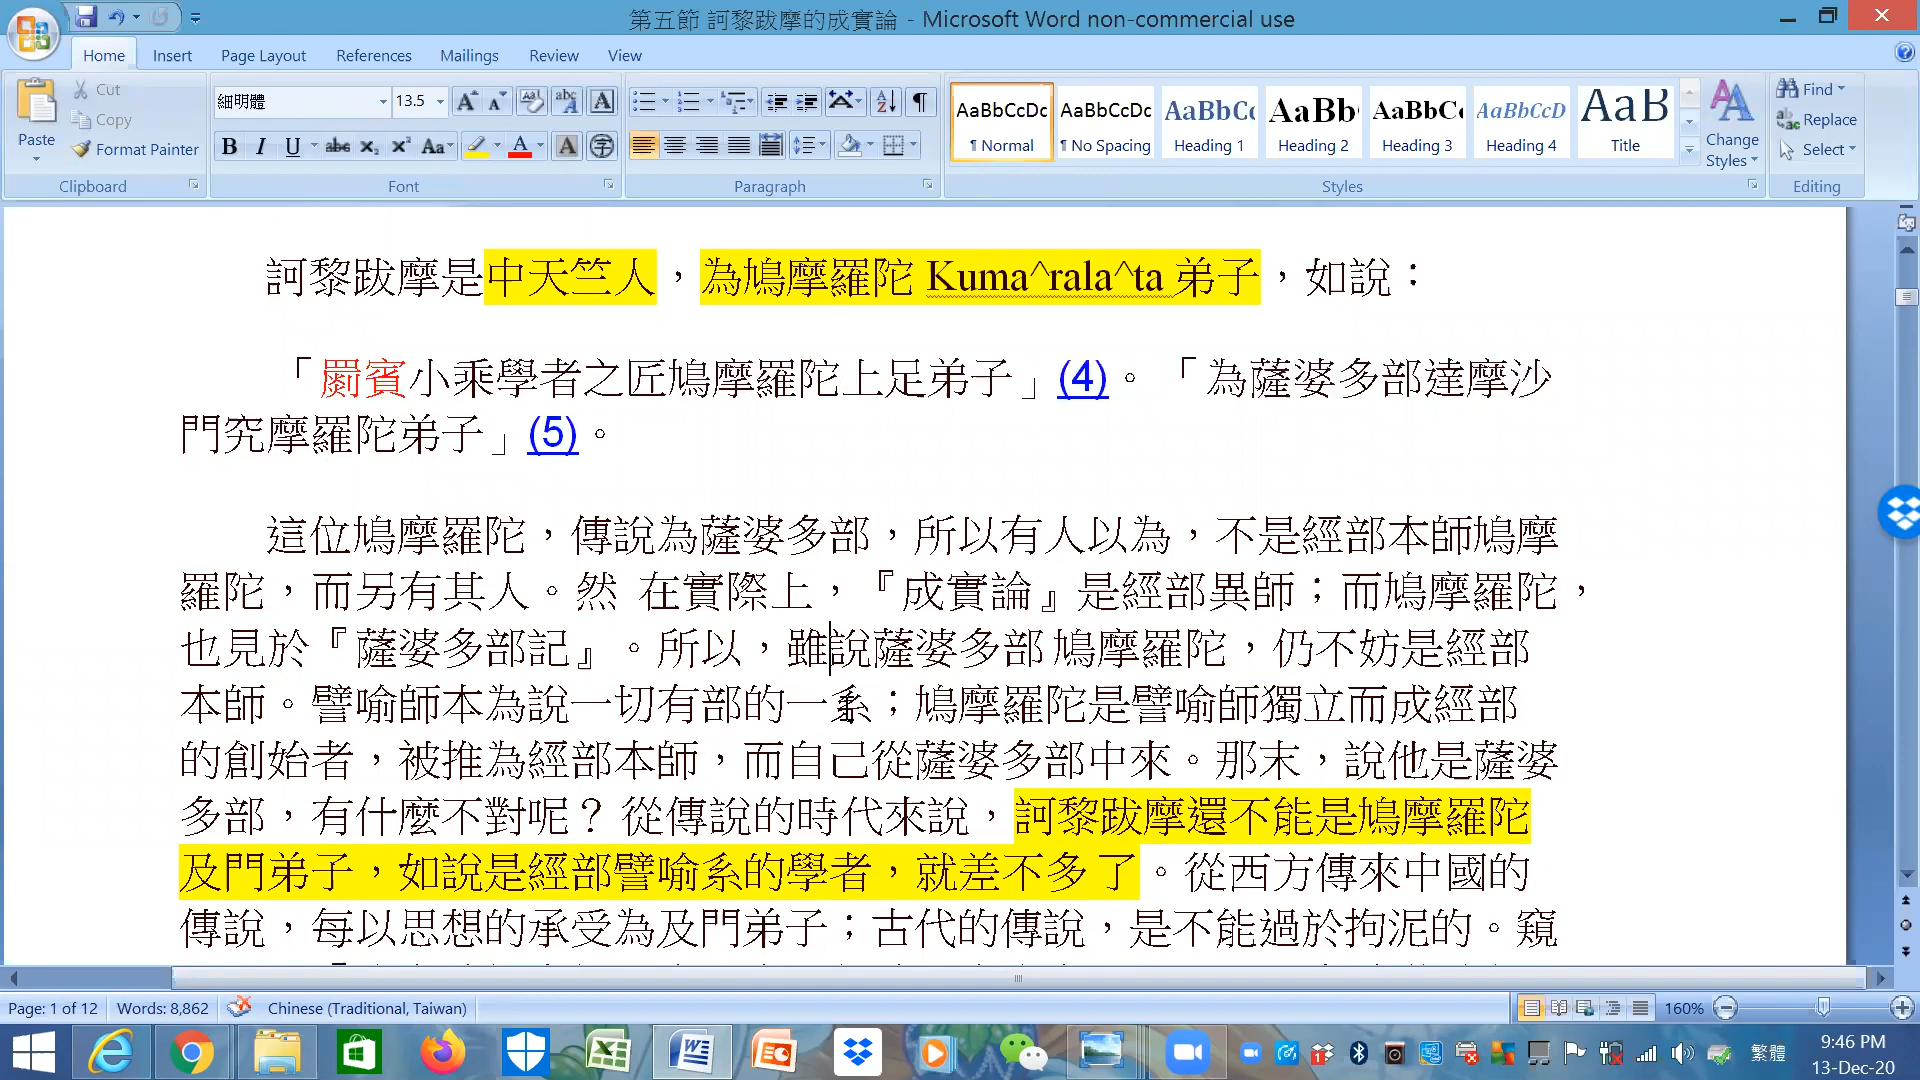 第五節 訶黎跋摩的成實論 - Microsoft Word non-commercial use
Home Insert Page Layout References Mailings Review View
Paste Cut Copy Format Painter Clipboard
細明體 13.5 Font
Paragraph
AaBbCcDc ¶ Normal
AaBbCcDc ¶ No Spacing
AaBbCc Heading 1
AaBb Heading 2
AaBbC Heading 3
AaBbCcD Heading 4
AaB Title
Change Styles Styles
Find Replace Select Editing
訶黎跋摩是中天竺人，為鳩摩羅陀 Kuma^rala^ta 弟子，如說：
「罽賓小乘學者之匠鳩摩羅陀上足弟子」(4)。「為薩婆多部達摩沙
門究摩羅陀弟子」(5)。
這位鳩摩羅陀，傳說為薩婆多部，所以有人以為，不是經部本師鳩摩
羅陀，而另有其人。然 在實際上，『成實論』是經部異師；而鳩摩羅陀，
也見於『薩婆多部記』。所以，雖說薩婆多部 鳩摩羅陀，仍不妨是經部
本師。譬喻師本為說一切有部的一系；鳩摩羅陀是譬喻師獨立而成經部
的創始者，被推為經部本師，而自己從薩婆多部中來。那末，說他是薩婆
多部，有什麼不對呢？ 從傳說的時代來說，訶黎跋摩還不能是鳩摩羅陀
及門弟子，如說是經部譬喻系的學者，就差不多 了。從西方傳來中國的
傳說，每以思想的承受為及門弟子；古代的傳說，是不能過於拘泥的。窺
Page: 1 of 12 Words: 8,862 Chinese (Traditional, Taiwan) 160%
繁體 9:46 PM
13-Dec-20